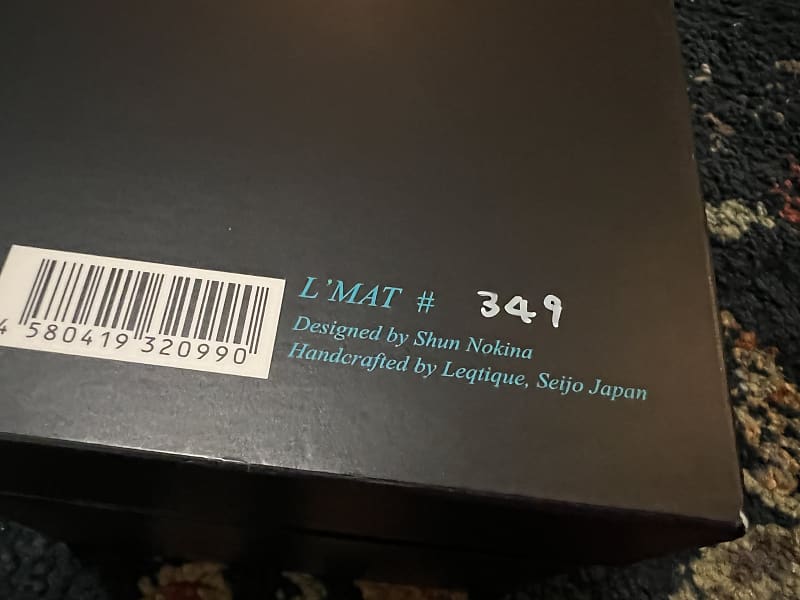 L'MAT # 349
Designed by Shun Nokina
Handcrafted by Leqtique, Seijo Japan
4 580419 320990